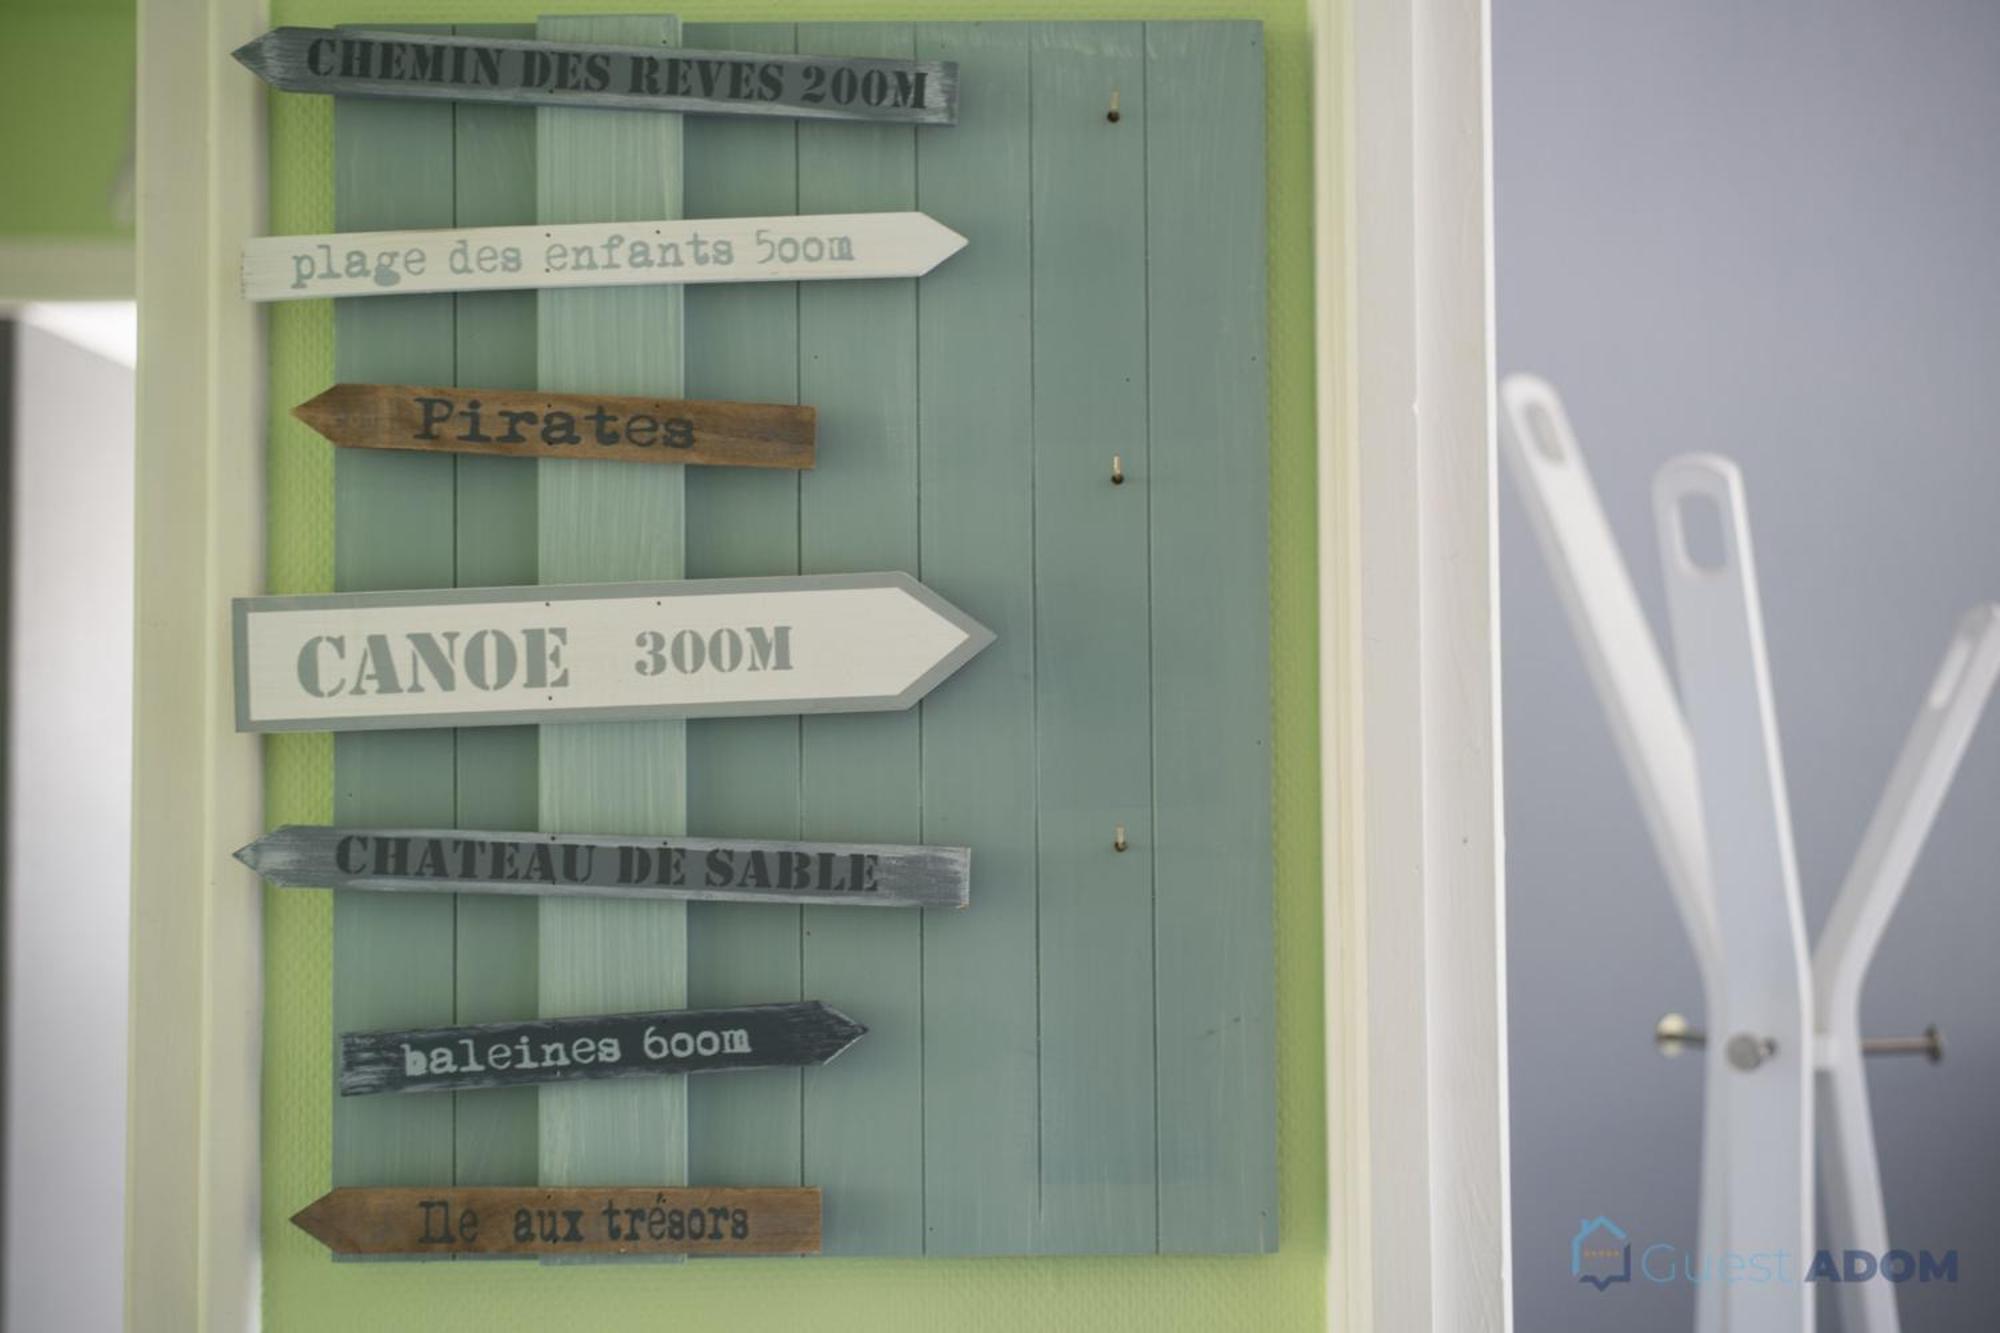 CHEMIN DES REVES 200M
plage des enfants 500m
Pirates
CANOE 300M
CHATEAU DE SABLE
baleines 600m
Ile aux trésors
Guest ADOM